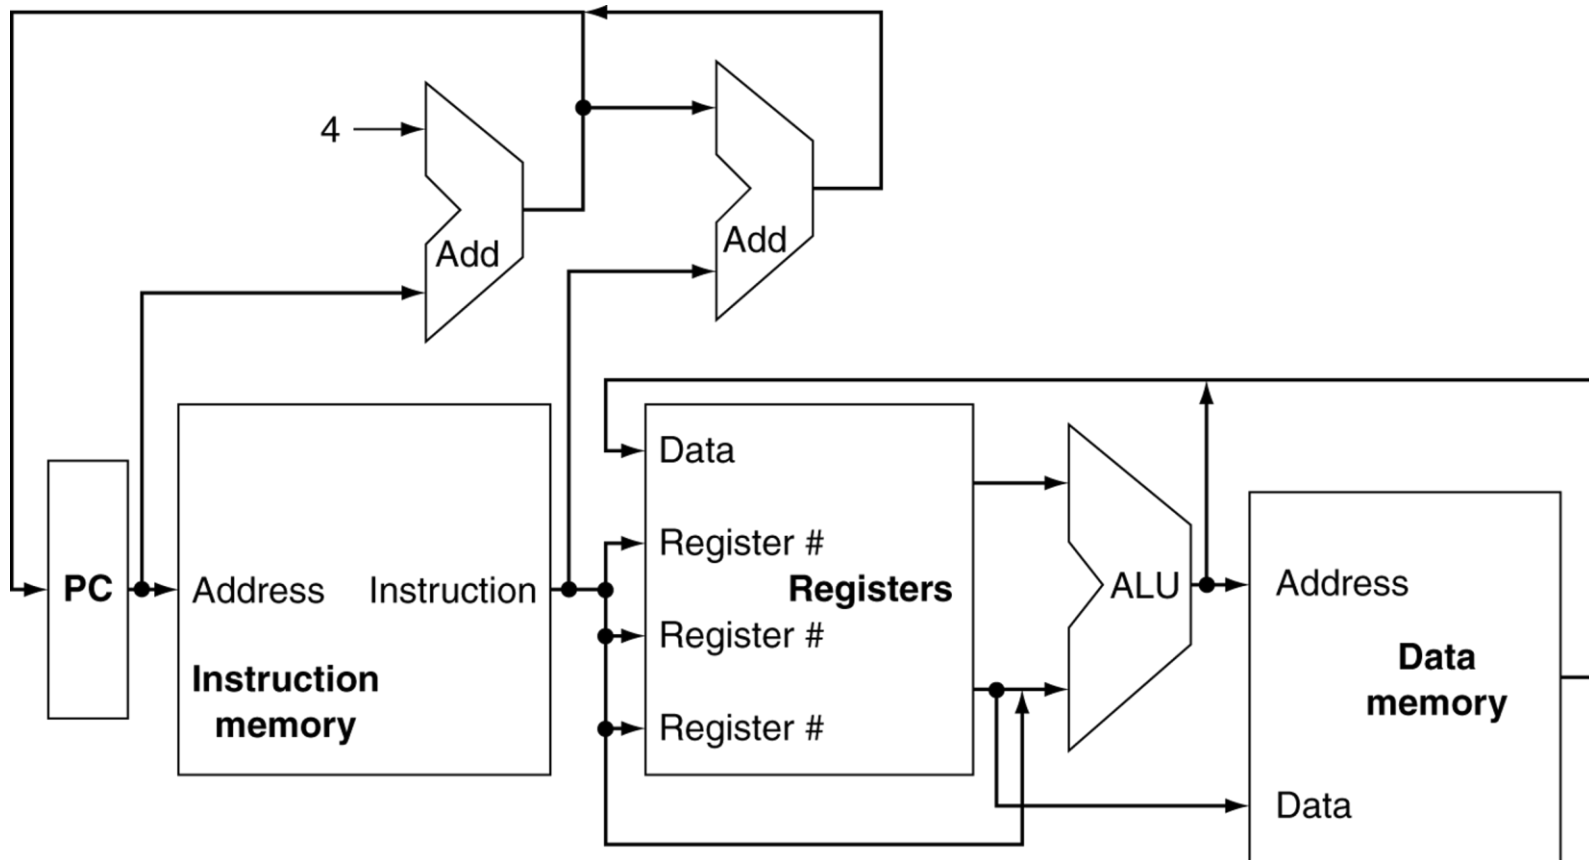 4
Add
Add
Data
Register #
PC
Address
Instruction
Registers
ALU
Address
Register #
Instruction
memory
Data
memory
Register #
Data